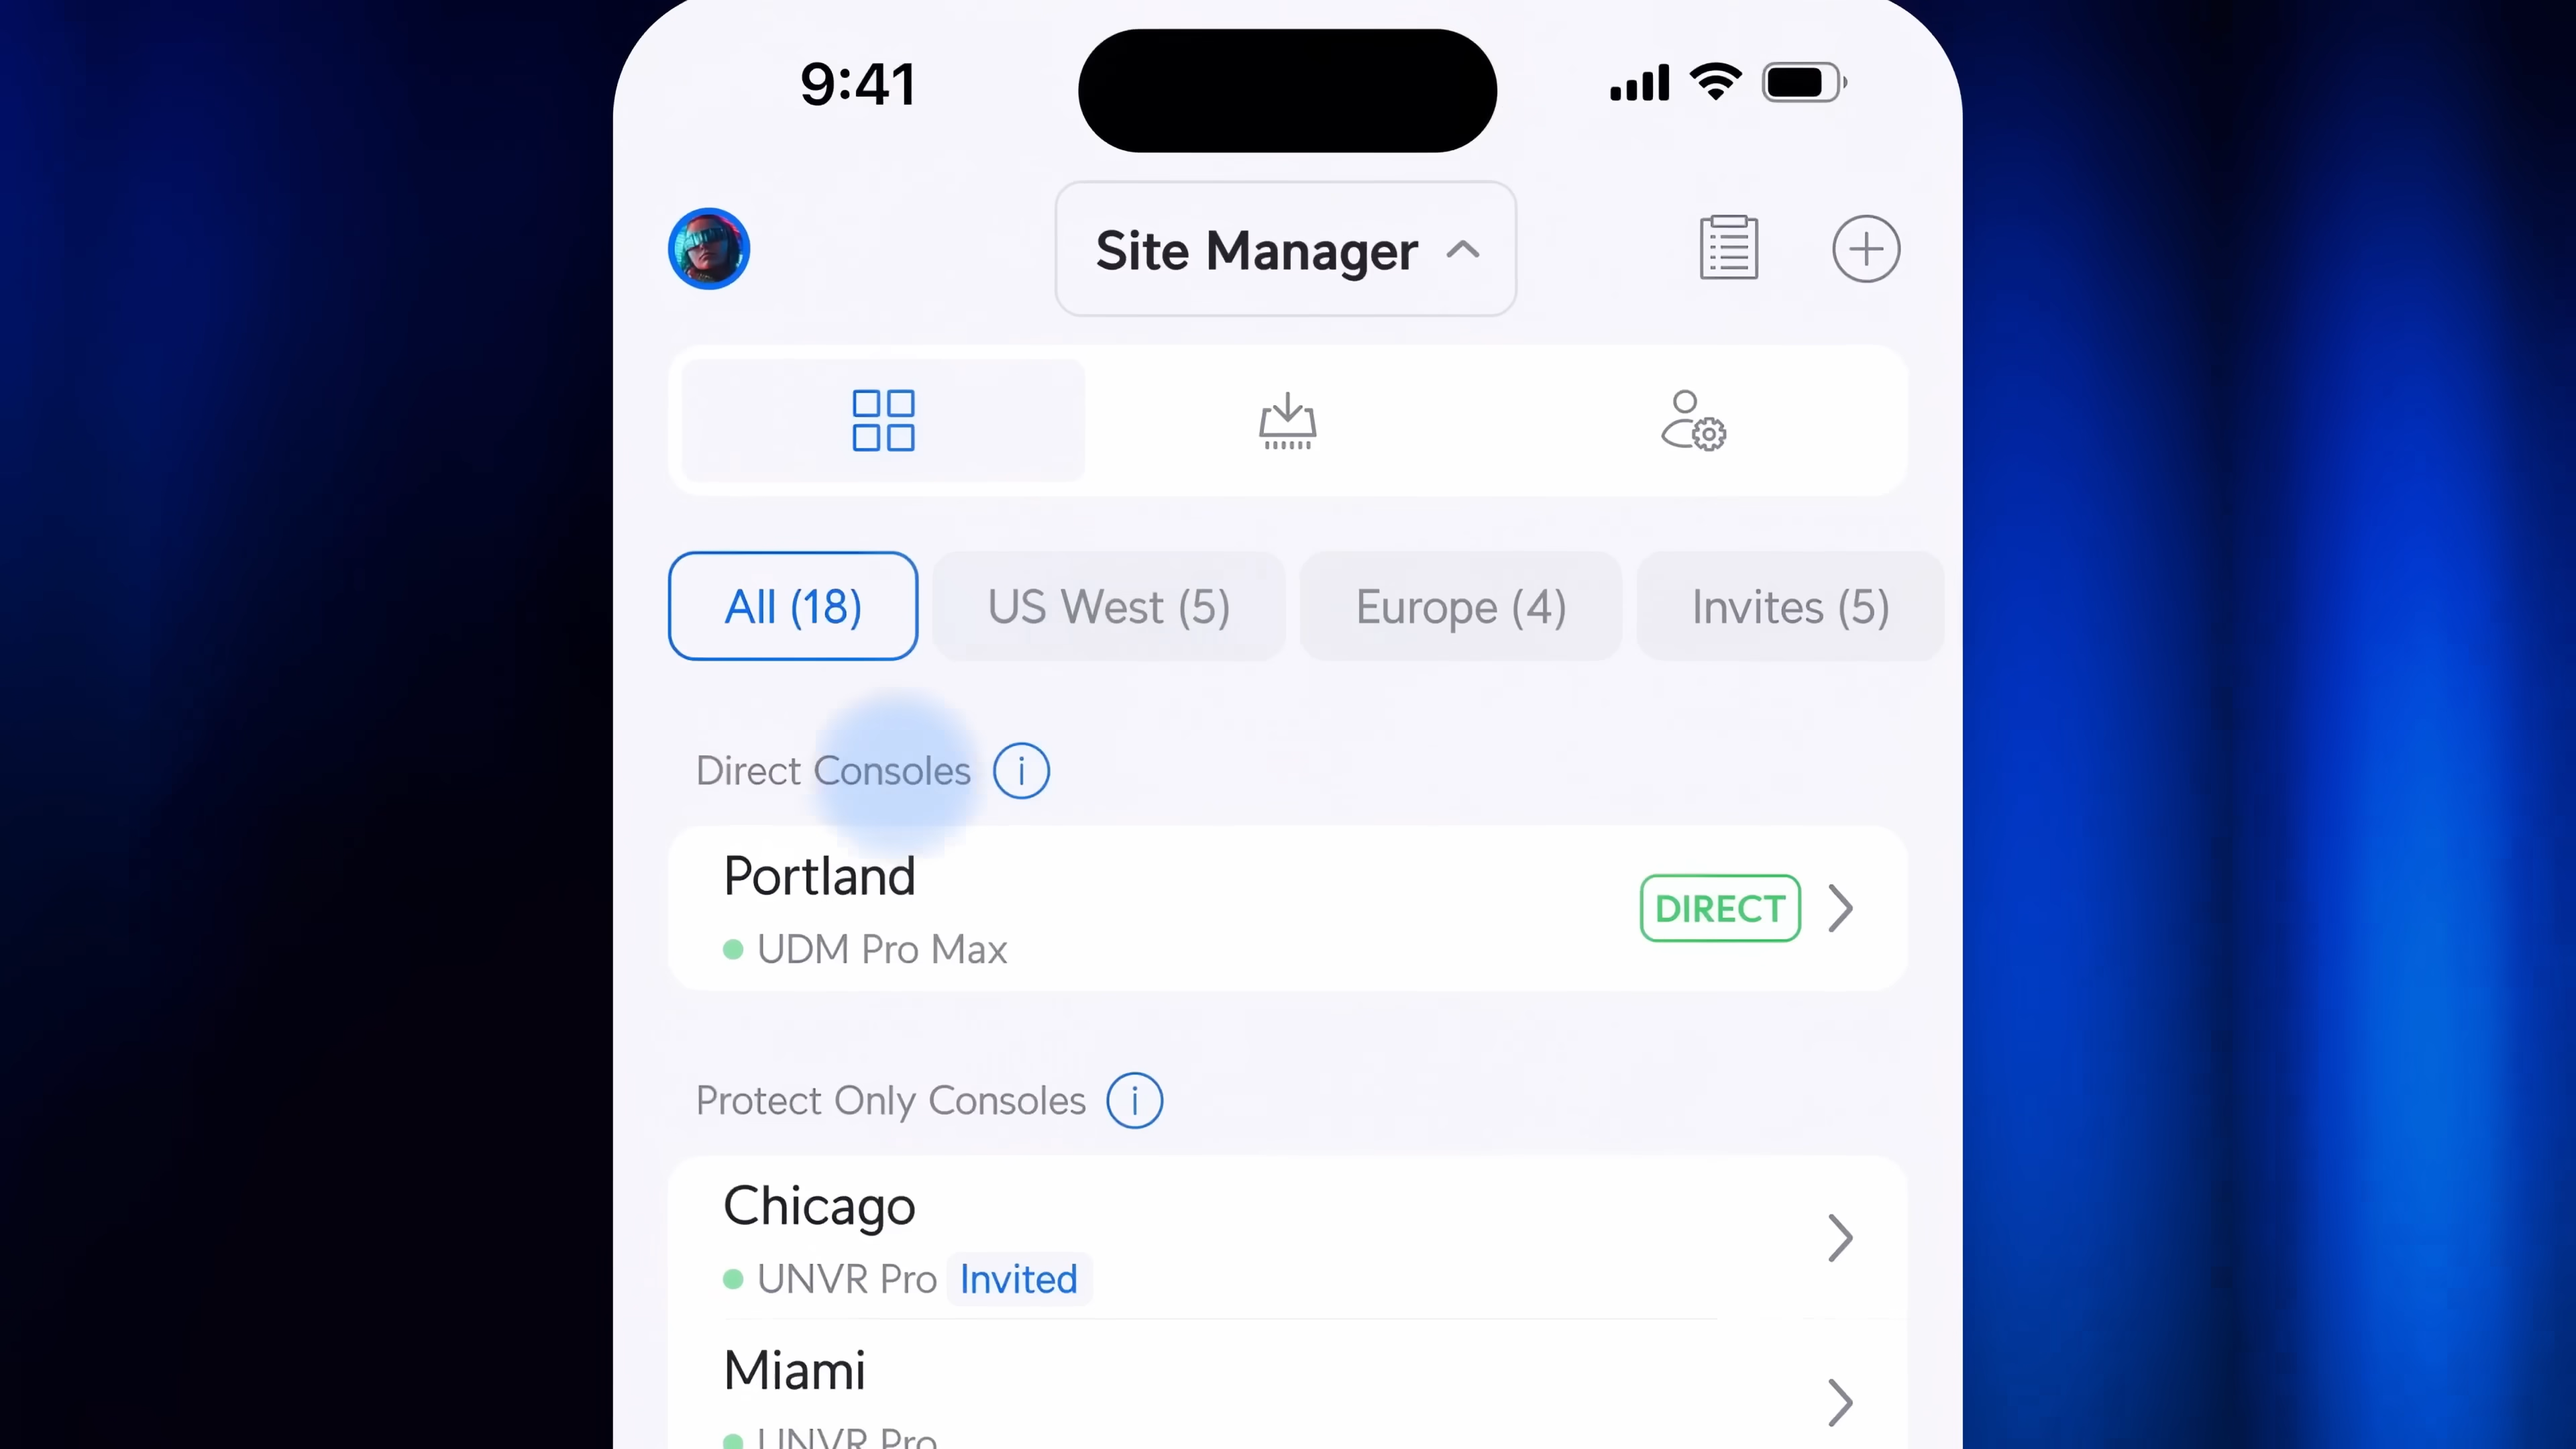 9:41
Site Manager
All (18)
US West (5)
Europe (4)
Invites (5)
Direct Consoles
Portland
UDM Pro Max
DIRECT
Protect Only Consoles
Chicago
UNVR Pro Invited
Miami
UNVR Pro